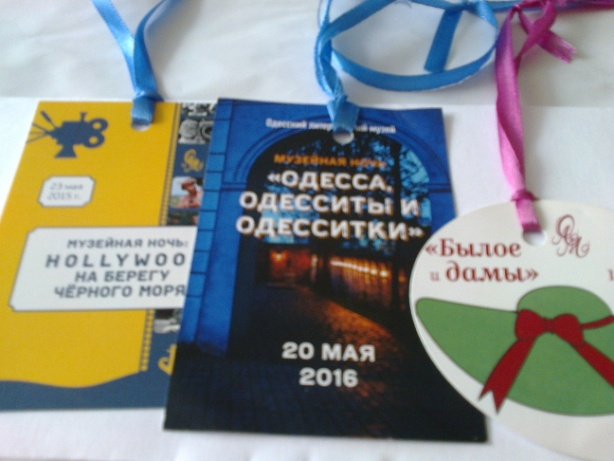 23 мая
2015 г.
МУЗЕЙНАЯ НОЧЬ:
HOLLYWOO
НА БЕРЕГУ
ЧЁРНОГО МОРЯ
Одесский литер й музей
МУЗЕЙНАЯ НОЧЬ
«ОДЕССА,
ОДЕССИТЫ И
ОДЕССИТКИ»
20 МАЯ
2016
«Былое
и дамы»